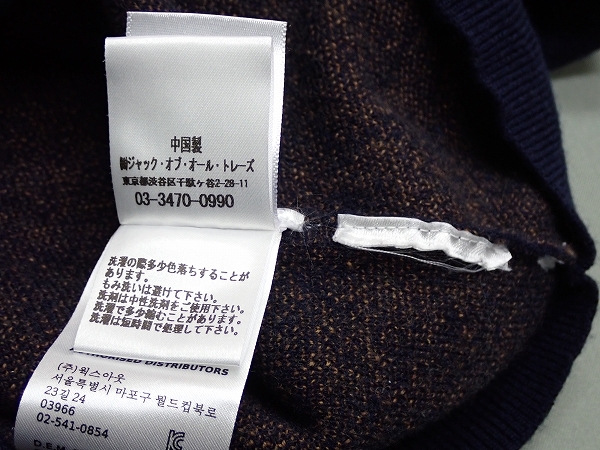 中国製
㈱ジャック・オブ・オール・トレーズ
東京都渋谷区千駄ヶ谷2-28-11
03-3470-0990
洗濯の際多少色落ちすることが
あります。
もみ洗いは避けて下さい。
洗剤は中性洗剤をご使用下さい。
洗濯で多少縮むことがあります。
洗濯は短時間で処理して下さい。
AUTHORISED DISTRIBUTORS
(주)웍스아웃
서울특별시 마포구 월드컵북로
23길 24
03966
02-541-0854